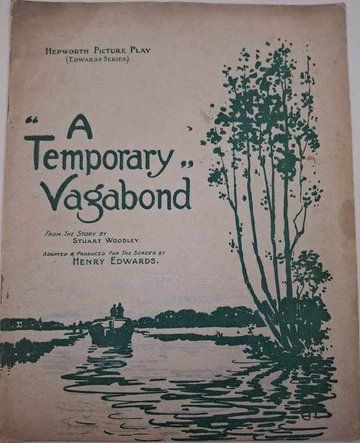 HEPWORTH PICTURE PLAY
(EDWARDS SERIES)
"A
Temporary"
Vagabond
FROM THE STORY BY
STUART WOODLEY.
ADAPTED & PRODUCED FOR THE SCREEN BY
HENRY EDWARDS.